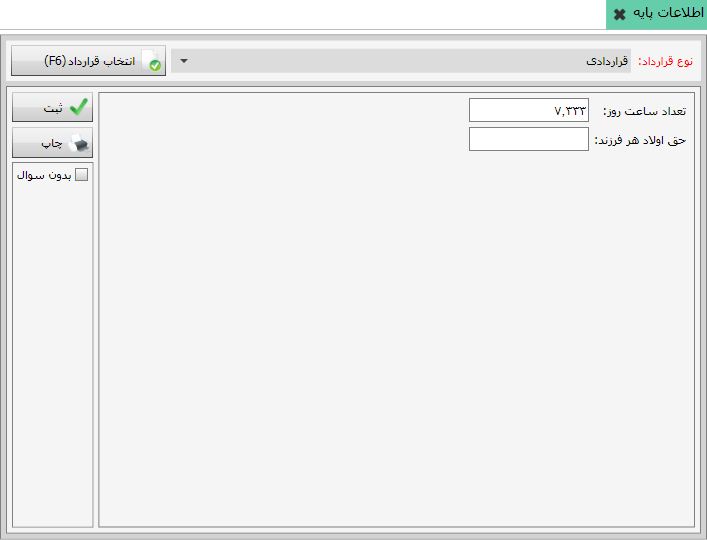 اطلاعات پایه
نوع قرارداد: قراردادی انتخاب قرارداد (F6)
تعداد ساعت روز: ۷,۳۳۳
حق اولاد هر فرزند:
ثبت
چاپ
بدون سوال